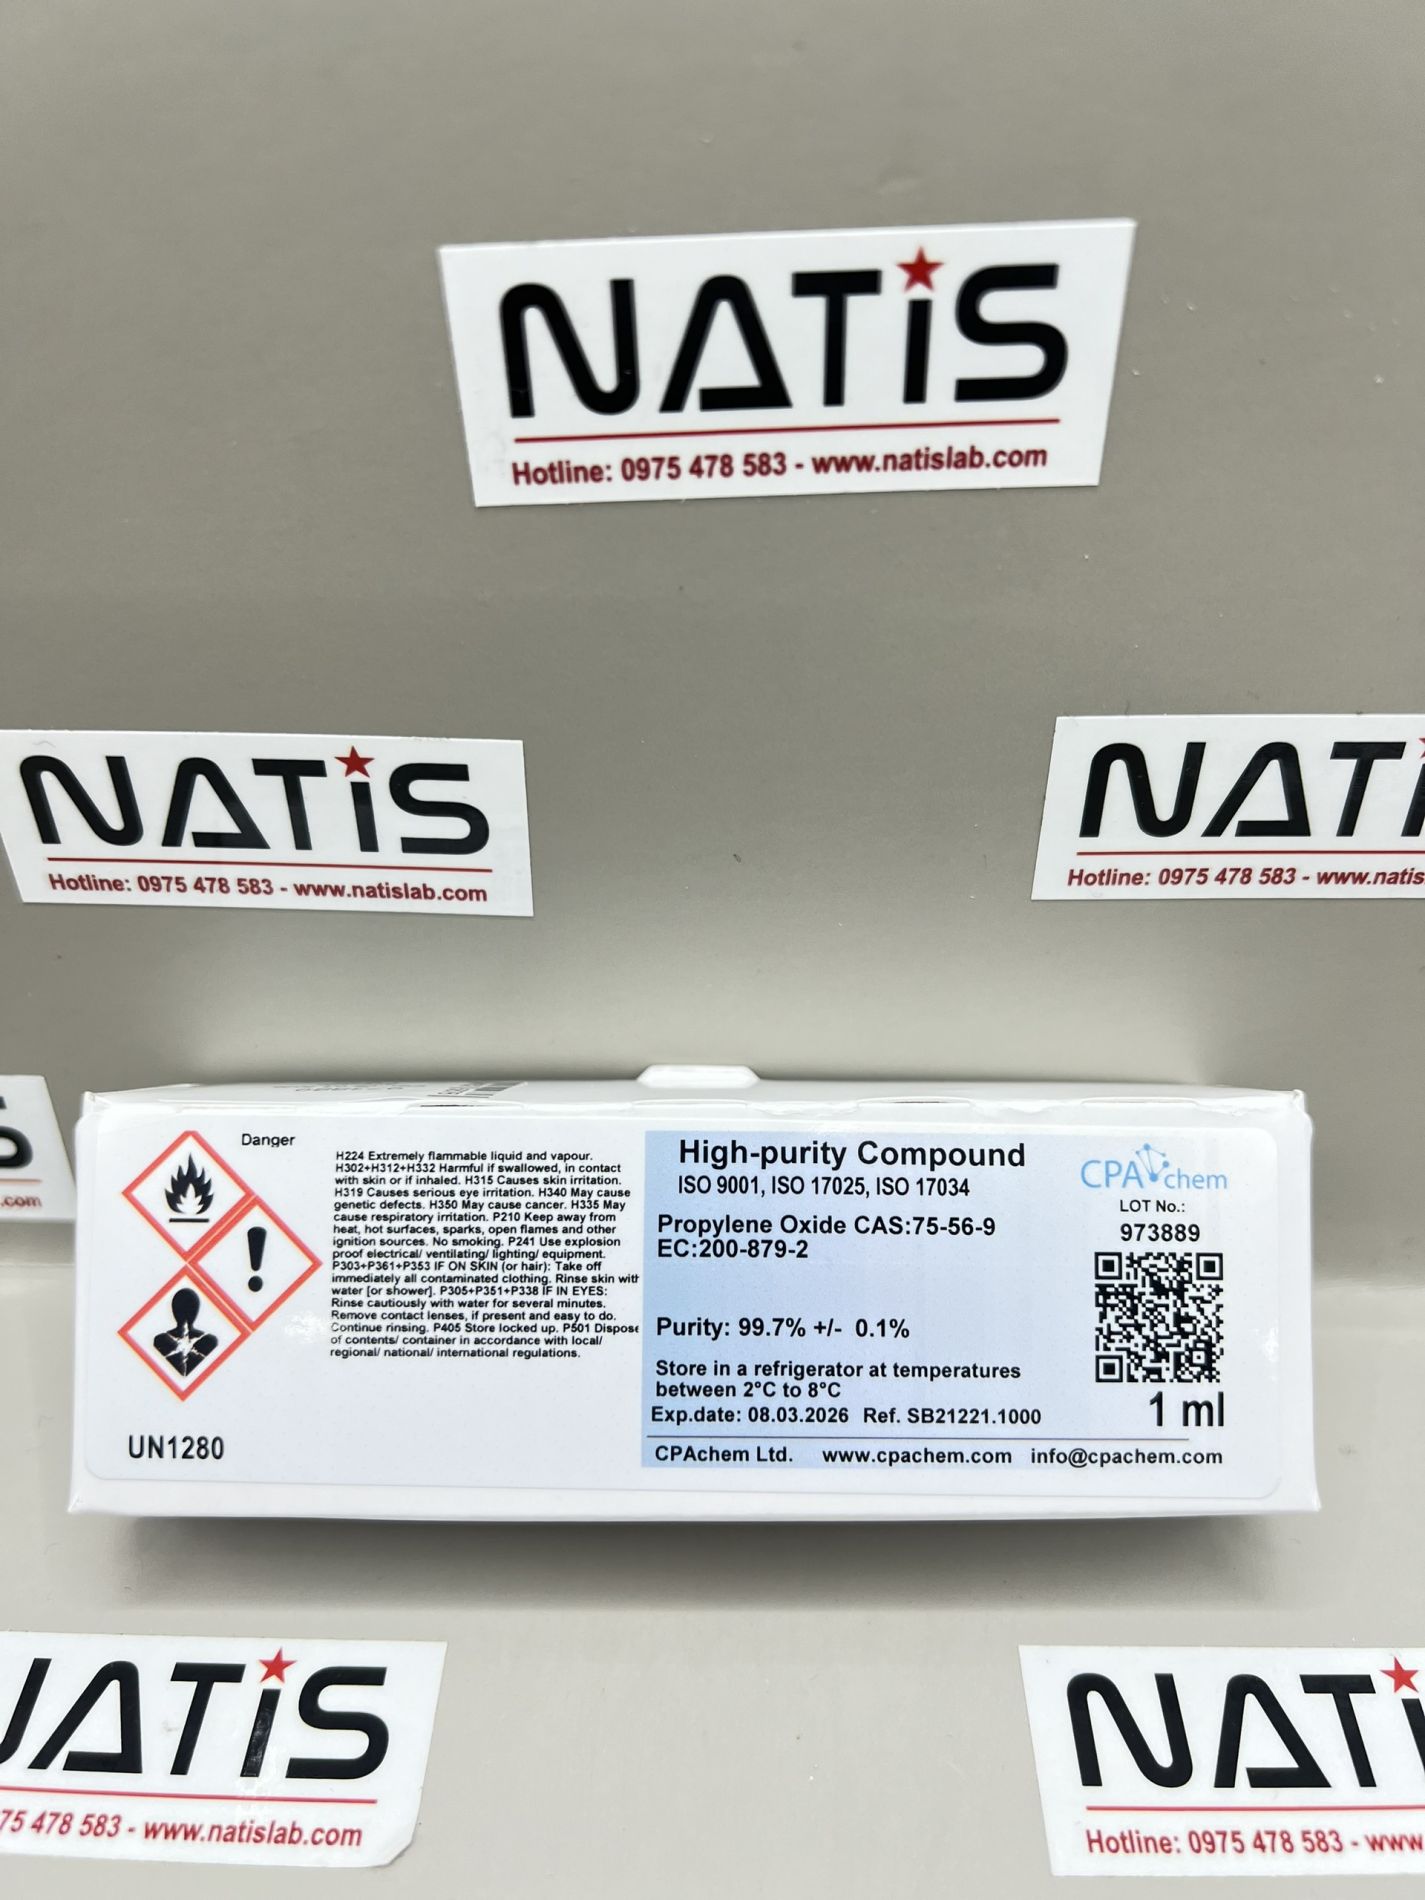 NATiS
Hotline: 0975 478 583 - www.natislab.com
NATiS
Hotline: 0975 478 583 - www.natislab.com
NATi
Hotline: 0975 478 583 - www.natis
S
.com
Danger
H224 Extremely flammable liquid and vapour.
H302+H312+H332 Harmful if swallowed, in contact
with skin or if inhaled. H315 Causes skin irritation.
H319 Causes serious eye irritation. H340 May cause
genetic defects. H350 May cause cancer. H335 May
cause respiratory irritation. P210 Keep away from
heat, hot surfaces, sparks, open flames and other
ignition sources. No smoking. P241 Use explosion
proof electrical/ ventilating/ lighting/ equipment.
P303+P361+P353 IF ON SKIN (or hair): Take off
immediately all contaminated clothing. Rinse skin with
water [or shower]. P305+P351+P338 IF IN EYES:
Rinse cautiously with water for several minutes.
Remove contact lenses, if present and easy to do.
Continue rinsing. P405 Store locked up. P501 Dispose
of contents/ container in accordance with local/
regional/ national/ international regulations.
UN1280
High-purity Compound
ISO 9001, ISO 17025, ISO 17034
Propylene Oxide CAS:75-56-9
EC:200-879-2
Purity: 99.7% +/- 0.1%
Store in a refrigerator at temperatures
between 2°C to 8°C
Exp.date: 08.03.2026 Ref. SB21221.1000
CPAchem Ltd. www.cpachem.com info@cpachem.com
CPAchem
LOT No.:
973889
1 ml
NATiS
75 478 583 - www.natislab.com
NATi
Hotline: 0975 478 583 - www